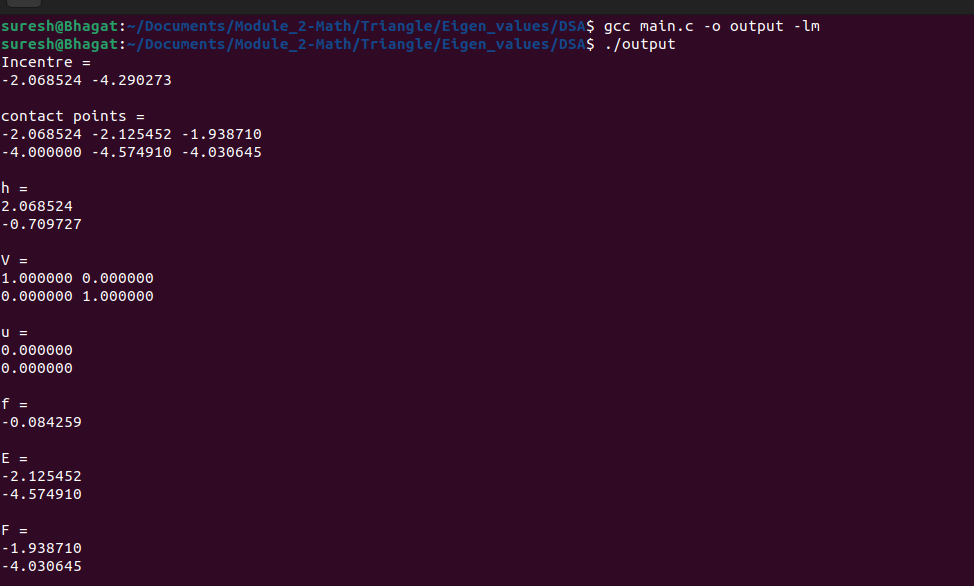 suresh@Bhagat:~/Documents/Module_2-Math/Triangle/Eigen_values/DSA$ gcc main.c -o output -lm
suresh@Bhagat:~/Documents/Module_2-Math/Triangle/Eigen_values/DSA$ ./output
Incentre =
-2.068524 -4.290273
contact points =
-2.068524 -2.125452 -1.938710
-4.000000 -4.574910 -4.030645
h =
2.068524
-0.709727
V =
1.000000 0.000000
0.000000 1.000000
u =
0.000000
0.000000
f =
-0.084259
E =
-2.125452
-4.574910
F =
-1.938710
-4.030645